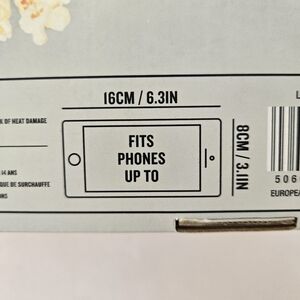 16CM / 6.3IN
OF HEAT DAMAGE
FITS
PHONES
UP TO
8CM / 3.1IN
14 ANS
QUE DE SURCHAUFFE
506
EUROPEA